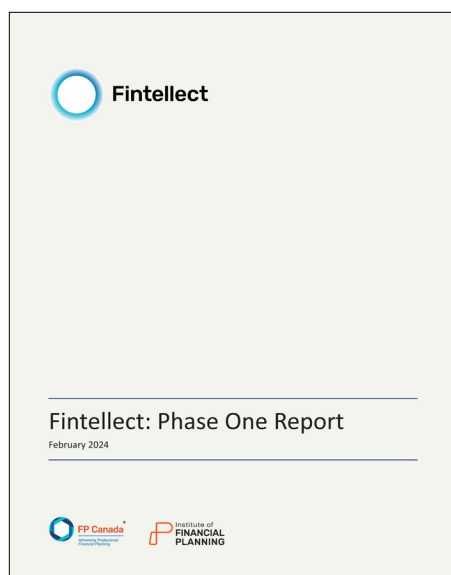 Fintellect
Fintellect: Phase One Report
February 2024
FP Canada
Advancing Professional
Financial Planning
Institute of
FINANCIAL
PLANNING